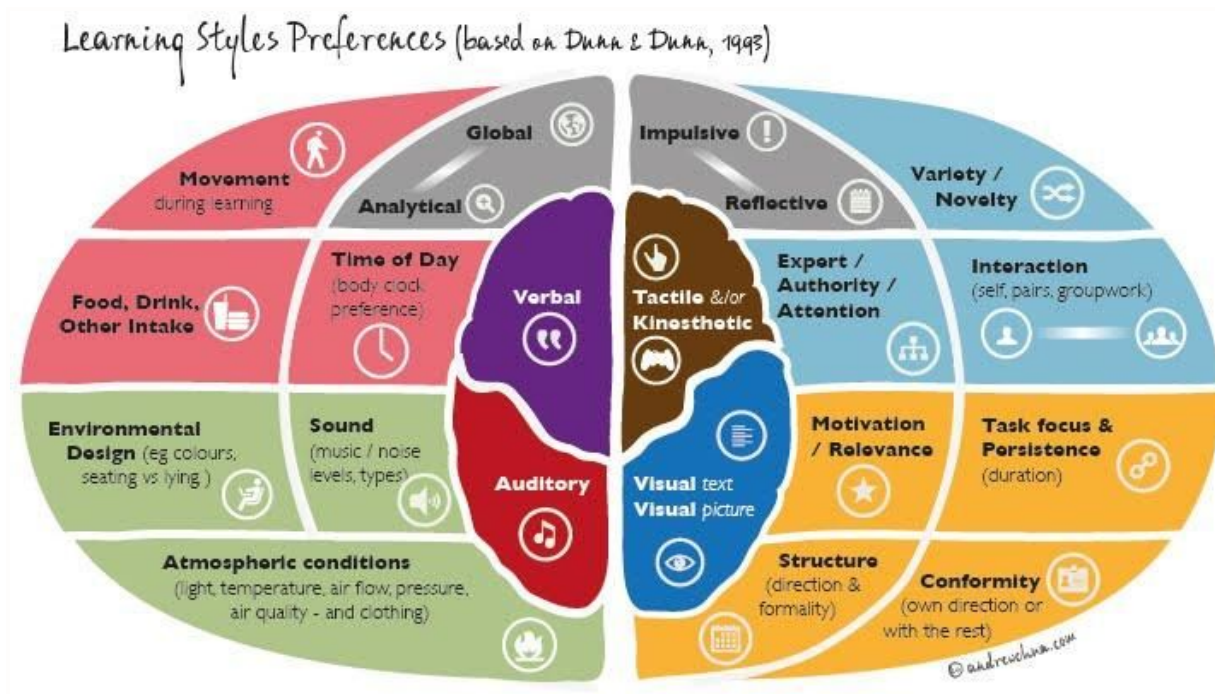 Learning Styles Preferences (based on Dunn & Dunn, 1993)
Global
Analytical
Impulsive
Reflective
Movement
during learning
Variety /
Novelty
Food, Drink,
Other Intake
Time of Day
(body clock
preference)
Verbal
Tactile &/or
Kinesthetic
Expert /
Authority /
Attention
Interaction
(self, pairs, groupwork)
Environmental
Design (eg colours,
seating vs lying )
Sound
(music / noise
levels, types)
Auditory
Visual text
Visual picture
Motivation
/ Relevance
Task focus &
Persistence
(duration)
Atmospheric conditions
(light, temperature, air flow, pressure,
air quality - and clothing)
Structure
(direction &
formality)
Conformity
(own direction or
with the rest)
andrewchua.com